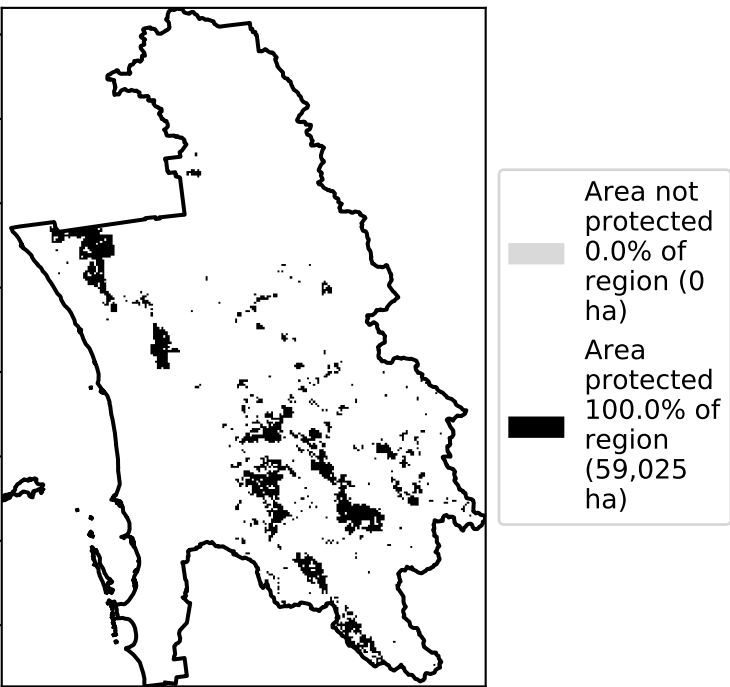 Area not
protected
0.0% of
region (0
ha)
Area
protected
100.0% of
region
(59,025
ha)